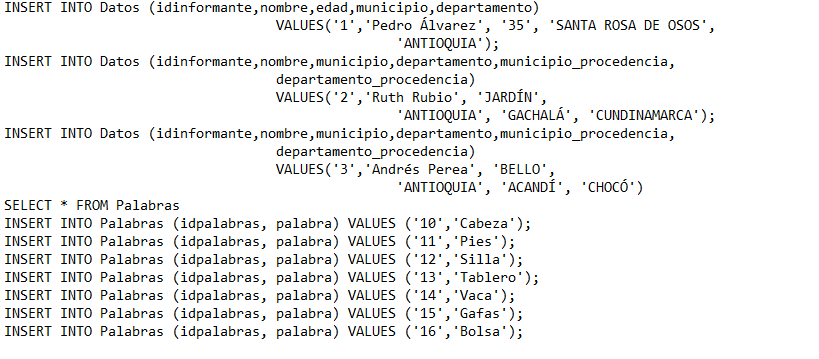 INSERT INTO Datos (idinformante,nombre,edad,municipio,departamento)
VALUES('1','Pedro Álvarez', '35', 'SANTA ROSA DE OSOS',
'ANTIOQUIA');
INSERT INTO Datos (idinformante,nombre,municipio,departamento,municipio_procedencia,
departamento_procedencia)
VALUES('2','Ruth Rubio', 'JARDÍN',
'ANTIOQUIA', 'GACHALÁ', 'CUNDINAMARCA');
INSERT INTO Datos (idinformante,nombre,municipio,departamento,municipio_procedencia,
departamento_procedencia)
VALUES('3','Andrés Perea', 'BELLO',
'ANTIOQUIA', 'ACANDÍ', 'CHOCÓ')
SELECT * FROM Palabras
INSERT INTO Palabras (idpalabras, palabra) VALUES ('10','Cabeza');
INSERT INTO Palabras (idpalabras, palabra) VALUES ('11','Pies');
INSERT INTO Palabras (idpalabras, palabra) VALUES ('12','Silla');
INSERT INTO Palabras (idpalabras, palabra) VALUES ('13','Tablero');
INSERT INTO Palabras (idpalabras, palabra) VALUES ('14','Vaca');
INSERT INTO Palabras (idpalabras, palabra) VALUES ('15','Gafas');
INSERT INTO Palabras (idpalabras, palabra) VALUES ('16','Bolsa');